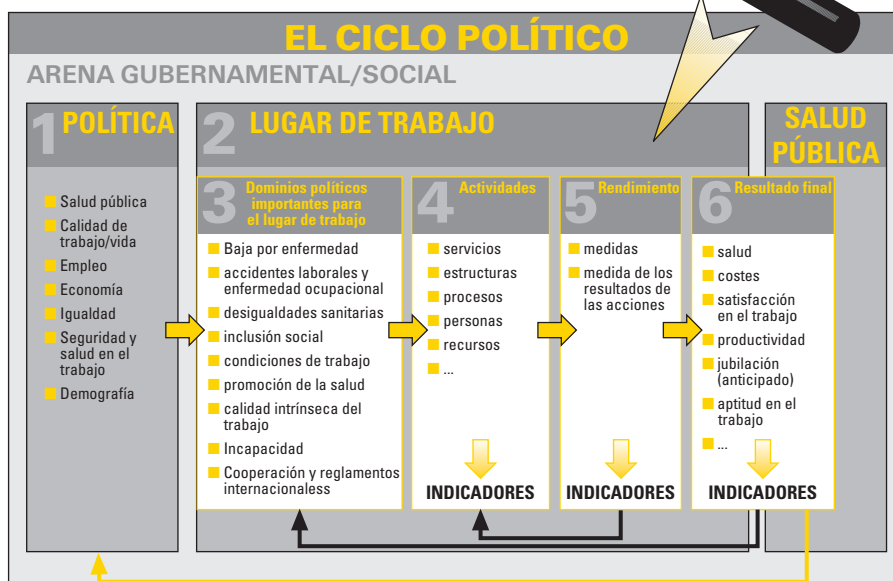 EL CICLO POLÍTICO
ARENA GUBERNAMENTAL/SOCIAL
1 POLÍTICA
Salud pública
Calidad de
trabajo/vida
Empleo
Economía
Igualdad
Seguridad y
salud en el
trabajo
Demografía
2 LUGAR DE TRABAJO
3 Dominios políticos
importantes para
el lugar de trabajo
Baja por enfermedad
accidentes laborales y
enfermedad ocupacional
desigualdades sanitarias
inclusión social
condiciones de trabajo
promoción de la salud
calidad intrínseca del
trabajo
Incapacidad
Cooperación y reglamentos
internacionaless
4 Actividades
servicios
estructuras
procesos
personas
recursos
...
INDICADORES
5 Rendimiento
medidas
medida de los
resultados de
las acciones
INDICADORES
SALUD
PÚBLICA
6 Resultado final
salud
costes
satisfacción
en el trabajo
productividad
jubilación
(anticipado)
aptitud en el
trabajo
...
INDICADORES